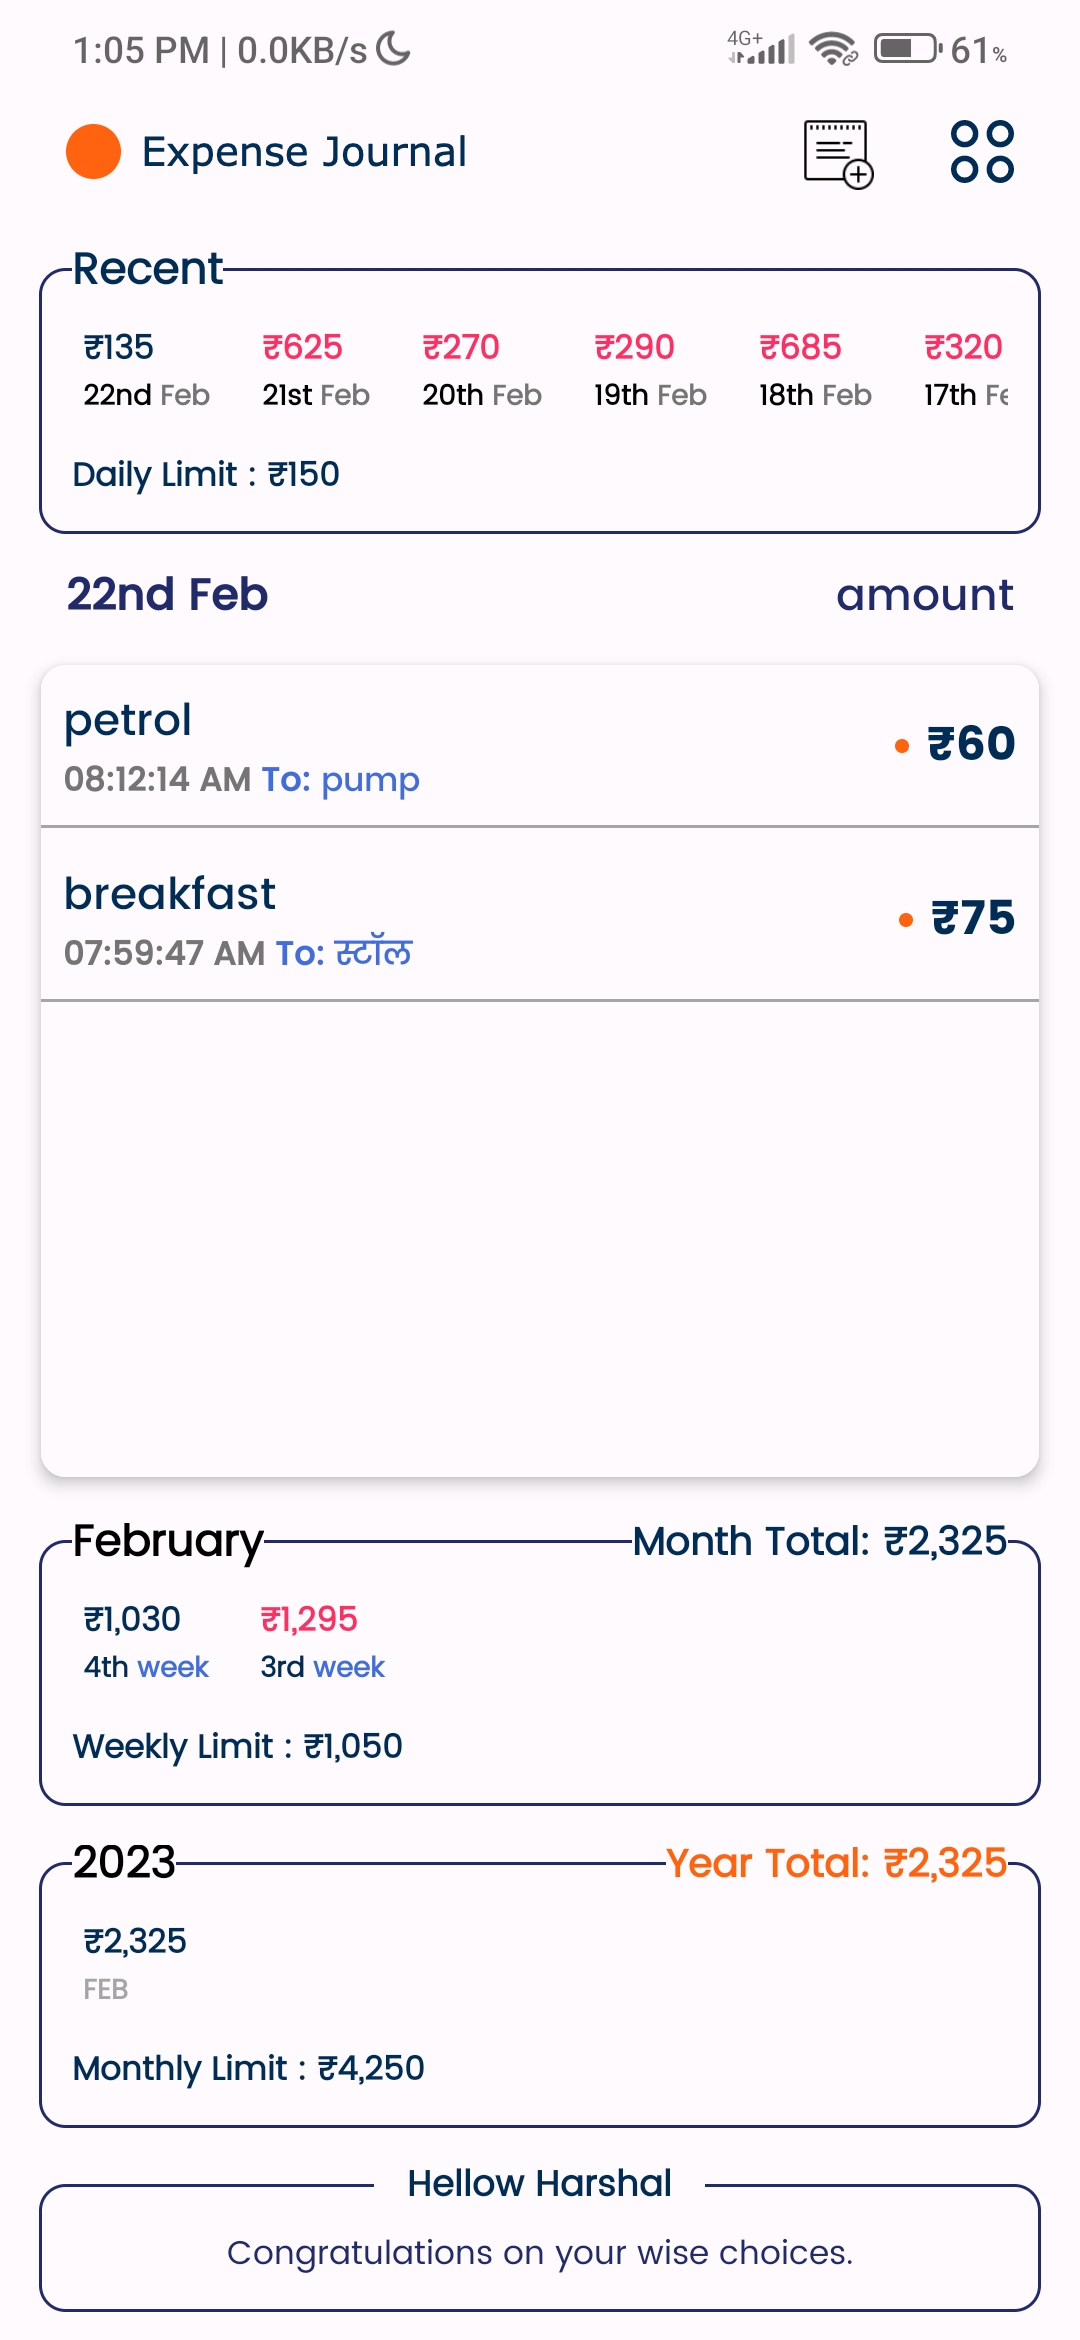 1:05 PM | 0.0KB/s 4G+ 61%
Expense Journal
Recent
₹135 ₹625 ₹270 ₹290 ₹685 ₹320
22nd Feb 21st Feb 20th Feb 19th Feb 18th Feb 17th Fe
Daily Limit : ₹150
22nd Feb amount
petrol
₹60
08:12:14 AM To: pump
breakfast
₹75
07:59:47 AM To: स्टॉल
February Month Total: ₹2,325
₹1,030 ₹1,295
4th week 3rd week
Weekly Limit : ₹1,050
2023 Year Total: ₹2,325
₹2,325
FEB
Monthly Limit : ₹4,250
Hellow Harshal
Congratulations on your wise choices.